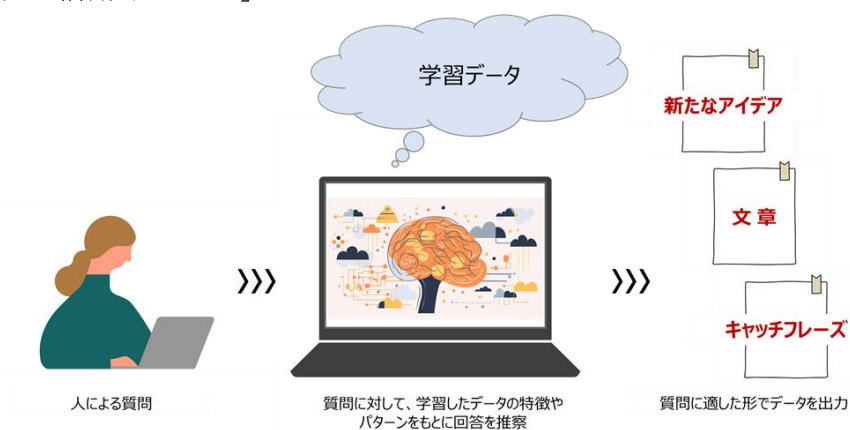 学習データ
新たなアイデア
文章
キャッチフレーズ
人による質問
質問に対して、学習したデータの特徴や
パターンをもとに回答を推察
質問に適した形でデータを出力